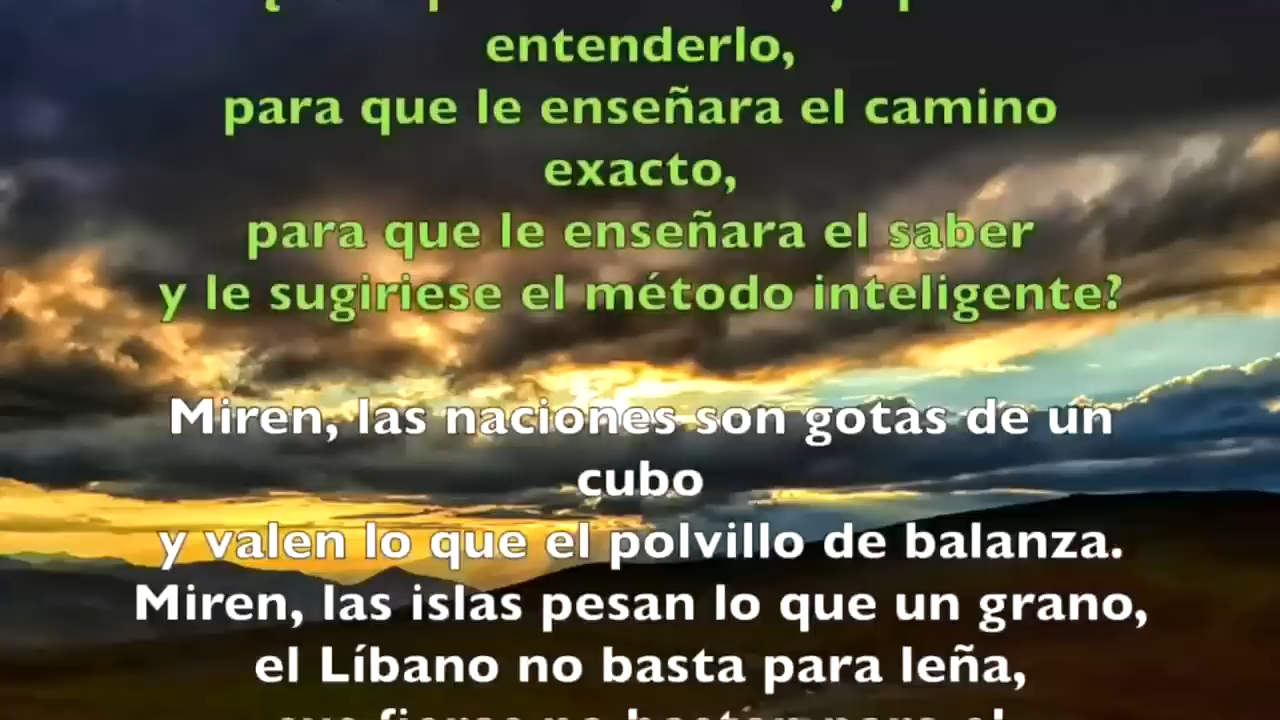 entenderlo,
para que le enseñara el camino
exacto,
para que le enseñara el saber
y le sugiriese el método inteligente?
Miren, las naciones son gotas de un
cubo
y valen lo que el polvillo de balanza.
Miren, las islas pesan lo que un grano,
el Líbano no basta para leña,